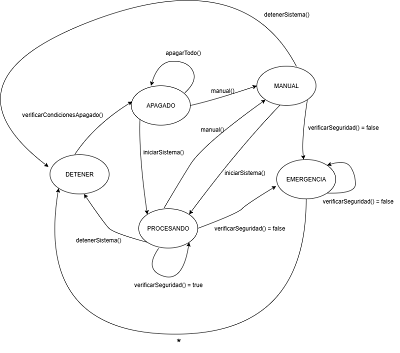 detenerSistema()
apagarTodo()
MANUAL
manual()
APAGADO
verificarCondicionesApagado()
verificarSeguridad() = false
manual()
iniciarSistema()
DETENER
iniciarSistema()
EMERGENCIA
verificarSeguridad() = false
PROCESANDO
verificarSeguridad() = false
detenerSistema()
verificarSeguridad() = true
*